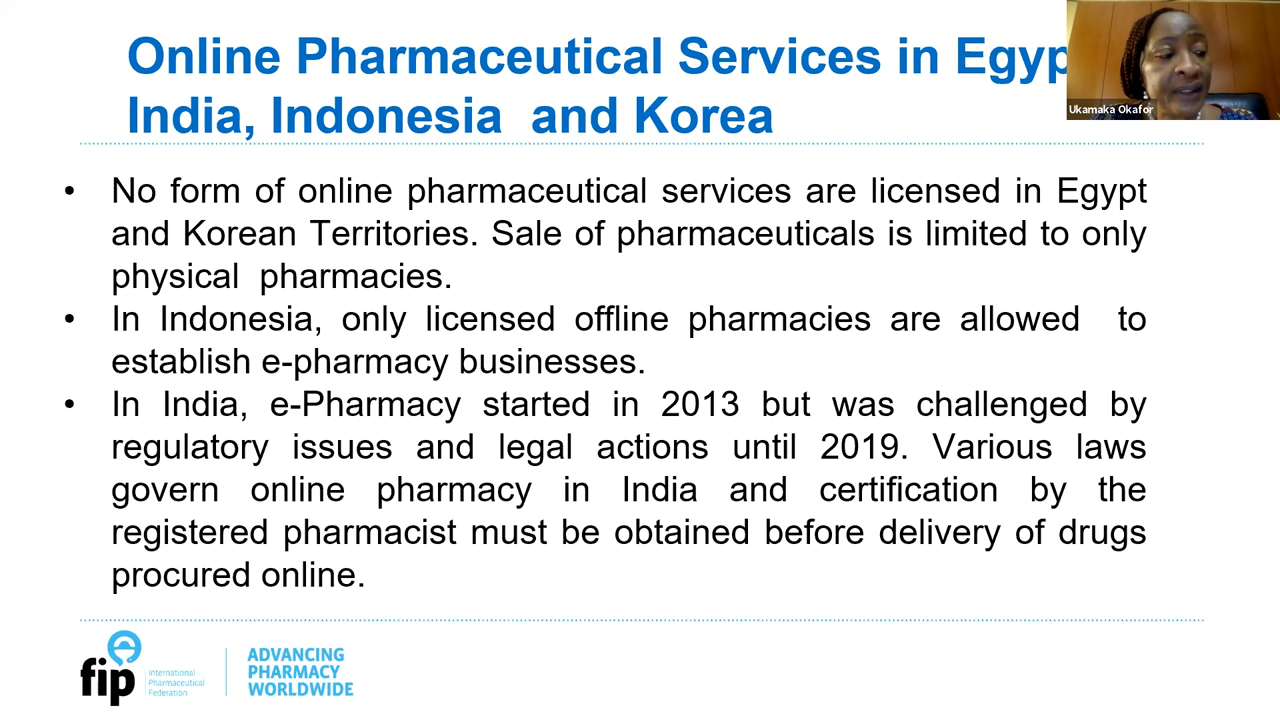 Online Pharmaceutical Services in Egyp
India, Indonesia and Korea
Ukamaka Okafor
• No form of online pharmaceutical services are licensed in Egypt
and Korean Territories. Sale of pharmaceuticals is limited to only
physical pharmacies.
• In Indonesia, only licensed offline pharmacies are allowed to
establish e-pharmacy businesses.
• In India, e-Pharmacy started in 2013 but was challenged by
regulatory issues and legal actions until 2019. Various laws
govern online pharmacy in India and certification by the
registered pharmacist must be obtained before delivery of drugs
procured online.
fip
International
Pharmaceutical
Federation
ADVANCING
PHARMACY
WORLDWIDE